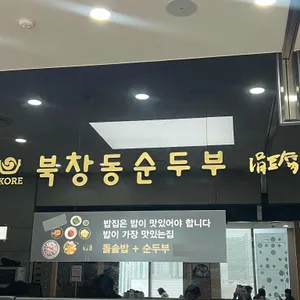 KORE
북창동순두부
밥집은 밥이 맛있어야 합니다
밥이 가장 맛있는집
돌솥밥 + 순두부